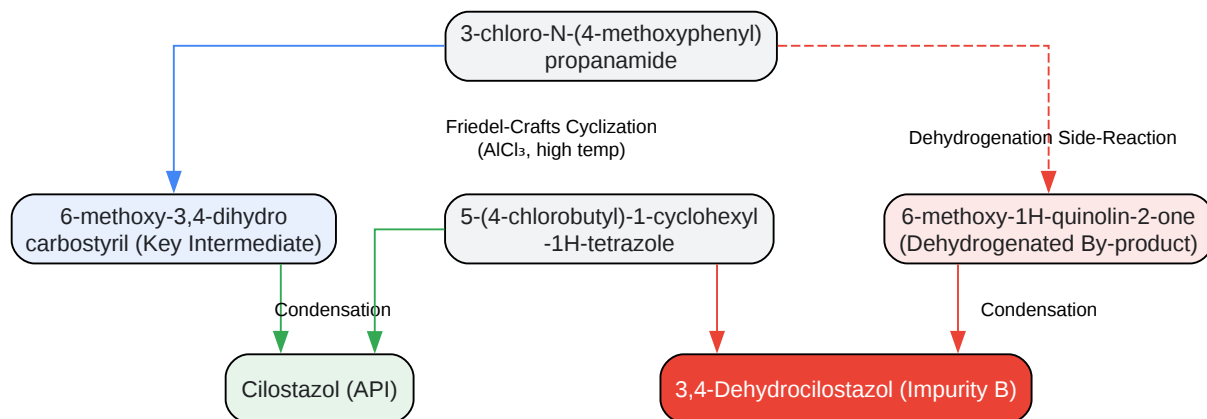 3-chloro-N-(4-methoxyphenyl)
propanamide
Friedel-Crafts Cyclization
(AlCl₃, high temp)
Dehydrogenation Side-Reaction
6-methoxy-3,4-dihydro
carbostyril (Key Intermediate)
5-(4-chlorobutyl)-1-cyclohexyl
-1H-tetrazole
6-methoxy-1H-quinolin-2-one
(Dehydrogenated By-product)
Condensation
Condensation
Cilostazol (API)
3,4-Dehydrocilostazol (Impurity B)